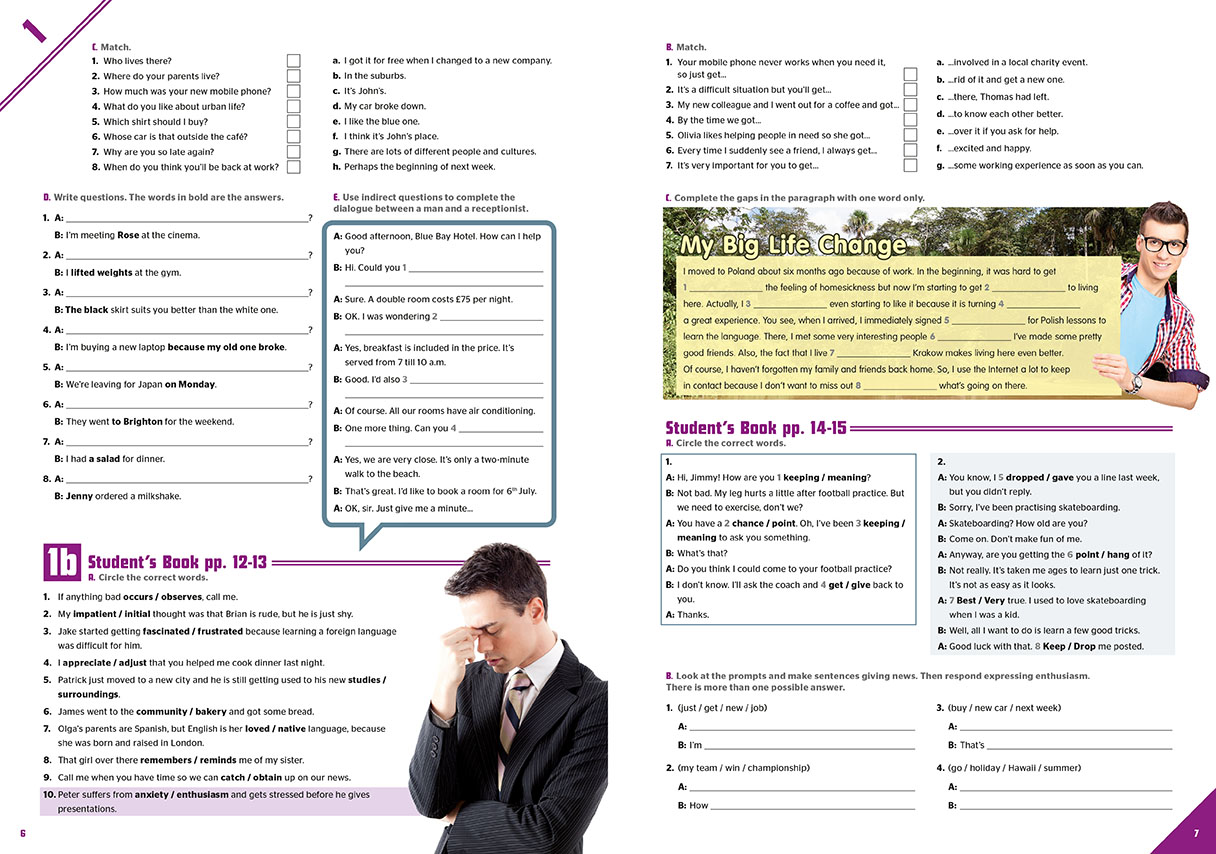 1
C. Match.
1. Who lives there?
2. Where do your parents live?
3. How much was your new mobile phone?
4. What do you like about urban life?
5. Which shirt should I buy?
6. Whose car is that outside the café?
7. Why are you so late again?
8. When do you think you'll be back at work?
a. I got it for free when I changed to a new company.
b. In the suburbs.
c. It's John's.
d. My car broke down.
e. I like the blue one.
f. I think it's John's place.
g. There are lots of different people and cultures.
h. Perhaps the beginning of next week.
D. Write questions. The words in bold are the answers.
1. A: ?
B: I'm meeting Rose at the cinema.
2. A: ?
B: I lifted weights at the gym.
3. A: ?
B: The black skirt suits you better than the white one.
4. A: ?
B: I'm buying a new laptop because my old one broke.
5. A: ?
B: We're leaving for Japan on Monday.
6. A: ?
B: They went to Brighton for the weekend.
7. A: ?
B: I had a salad for dinner.
8. A: ?
B: Jenny ordered a milkshake.
E. Use indirect questions to complete the
dialogue between a man and a receptionist.
A: Good afternoon, Blue Bay Hotel. How can I help
you?
B: Hi. Could you 1
A: Sure. A double room costs £75 per night.
B: OK. I was wondering 2
A: Yes, breakfast is included in the price. It's
served from 7 till 10 a.m.
B: Good. I'd also 3
A: Of course. All our rooms have air conditioning.
B: One more thing. Can you 4
A: Yes, we are very close. It's only a two-minute
walk to the beach.
B: That's great. I'd like to book a room for 6th July.
A: OK, sir. Just give me a minute...
1b Student's Book pp. 12-13
A. Circle the correct words.
1. If anything bad occurs / observes, call me.
2. My impatient / initial thought was that Brian is rude, but he is just shy.
3. Jake started getting fascinated / frustrated because learning a foreign language
was difficult for him.
4. I appreciate / adjust that you helped me cook dinner last night.
5. Patrick just moved to a new city and he is still getting used to his new studies /
surroundings.
6. James went to the community / bakery and got some bread.
7. Olga's parents are Spanish, but English is her loved / native language, because
she was born and raised in London.
8. That girl over there remembers / reminds me of my sister.
9. Call me when you have time so we can catch / obtain up on our news.
10. Peter suffers from anxiety / enthusiasm and gets stressed before he gives
presentations.
6
B. Match.
1. Your mobile phone never works when you need it,
so just get...
2. It's a difficult situation but you'll get...
3. My new colleague and I went out for a coffee and got...
4. By the time we got...
5. Olivia likes helping people in need so she got...
6. Every time I suddenly see a friend, I always get...
7. It's very important for you to get...
a. ...involved in a local charity event.
b. ...rid of it and get a new one.
c. ...there, Thomas had left.
d. ...to know each other better.
e. ...over it if you ask for help.
f. ...excited and happy.
g. ...some working experience as soon as you can.
C. Complete the gaps in the paragraph with one word only.
My Big Life Change
I moved to Poland about six months ago because of work. In the beginning, it was hard to get
1 the feeling of homesickness but now I'm starting to get 2 to living
here. Actually, I 3 even starting to like it because it is turning 4
a great experience. You see, when I arrived, I immediately signed 5 for Polish lessons to
learn the language. There, I met some very interesting people 6 I've made some pretty
good friends. Also, the fact that I live 7 Krakow makes living here even better.
Of course, I haven't forgotten my family and friends back home. So, I use the Internet a lot to keep
in contact because I don't want to miss out 8 what's going on there.
Student's Book pp. 14-15
A. Circle the correct words.
1.
A: Hi, Jimmy! How are you 1 keeping / meaning?
B: Not bad. My leg hurts a little after football practice. But
we need to exercise, don't we?
A: You have a 2 chance / point. Oh, I've been 3 keeping /
meaning to ask you something.
B: What's that?
A: Do you think I could come to your football practice?
B: I don't know. I'll ask the coach and 4 get / give back to
you.
A: Thanks.
2.
A: You know, I 5 dropped / gave you a line last week,
but you didn't reply.
B: Sorry, I've been practising skateboarding.
A: Skateboarding? How old are you?
B: Come on. Don't make fun of me.
A: Anyway, are you getting the 6 point / hang of it?
B: Not really. It's taken me ages to learn just one trick.
It's not as easy as it looks.
A: 7 Best / Very true. I used to love skateboarding
when I was a kid.
B: Well, all I want to do is learn a few good tricks.
A: Good luck with that. 8 Keep / Drop me posted.
B. Look at the prompts and make sentences giving news. Then respond expressing enthusiasm.
There is more than one possible answer.
1. (just / get / new / job)
A:
B: I'm
2. (my team / win / championship)
A:
B: How
3. (buy / new car / next week)
A:
B: That's
4. (go / holiday / Hawaii / summer)
A:
B:
7